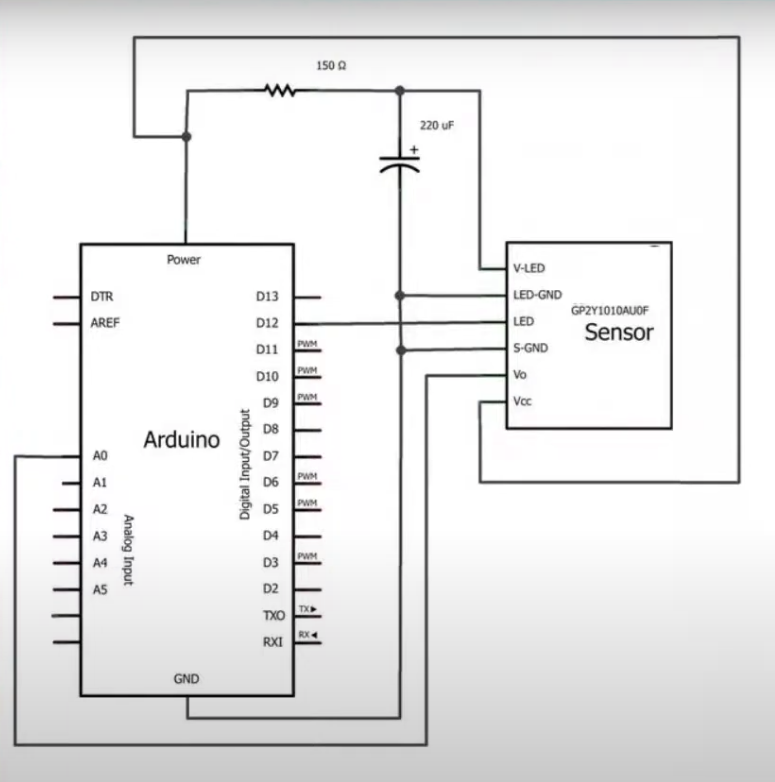 150 Ω
220 uF
+
Power
DTR
AREF
A0
A1
A2
A3
A4
A5
Analog Input
Arduino
Digital Input/Output
D13
D12
D11 PWM
D10 PWM
D9 PWM
D8
D7
D6 PWM
D5 PWM
D4
D3 PWM
D2
TXO TX▶
RXI RX◀
GND
V-LED
LED-GND
LED
S-GND
Vo
Vcc
GP2Y1010AU0F
Sensor